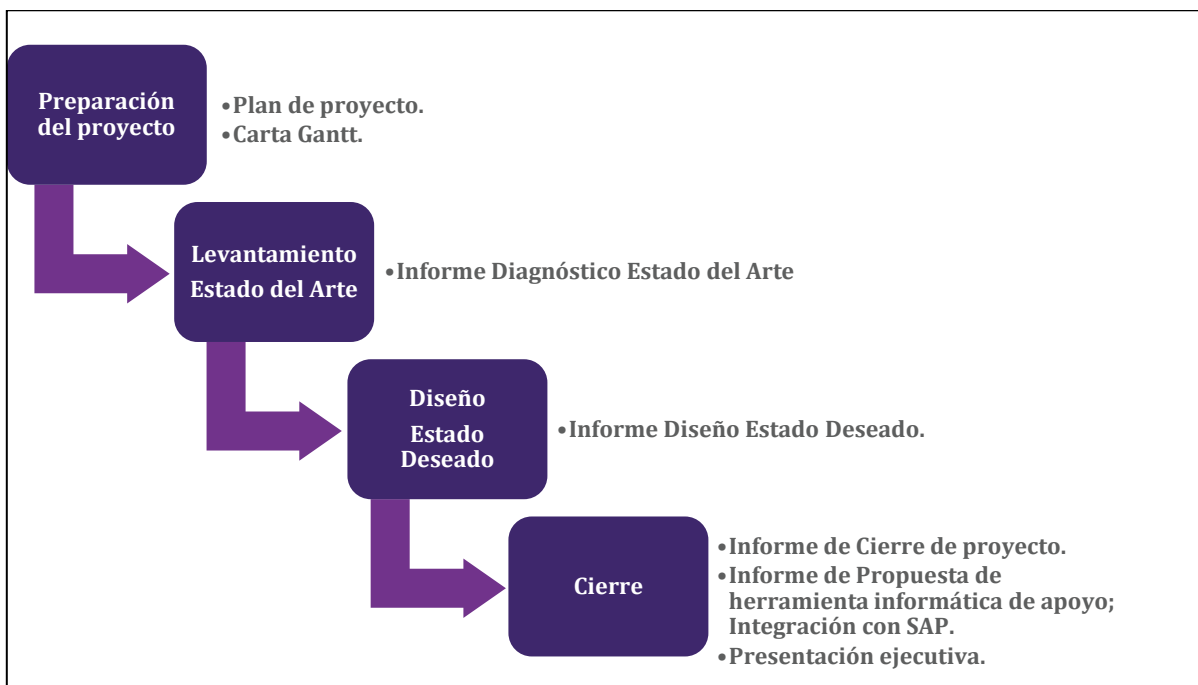 Preparación
del proyecto
•Plan de proyecto.
•Carta Gantt.
Levantamiento
Estado del Arte
•Informe Diagnóstico Estado del Arte
Diseño
Estado
Deseado
•Informe Diseño Estado Deseado.
Cierre
•Informe de Cierre de proyecto.
•Informe de Propuesta de
herramienta informática de apoyo;
Integración con SAP.
•Presentación ejecutiva.